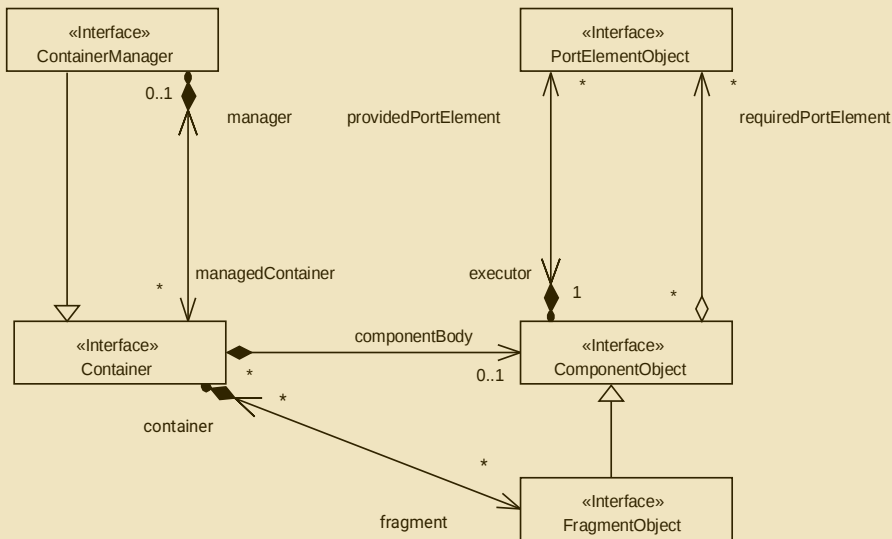 «Interface»
ContainerManager
«Interface»
PortElementObject
0..1
*
*
manager
providedPortElement
requiredPortElement
managedContainer
executor
*
1
*
«Interface»
Container
componentBody
*
0..1
«Interface»
ComponentObject
*
container
*
fragment
«Interface»
FragmentObject